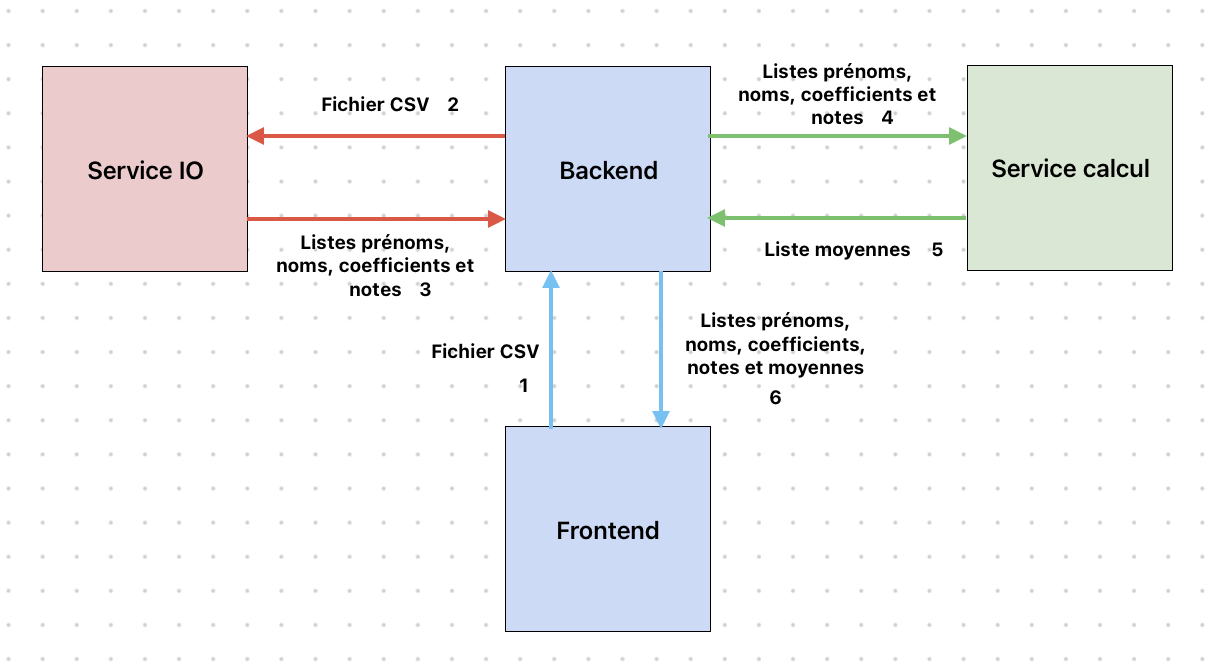 Service IO
Fichier CSV 2
Listes prénoms,
noms, coefficients et
notes 3
Backend
Listes prénoms,
noms, coefficients et
notes 4
Service calcul
Liste moyennes 5
Fichier CSV
1
Listes prénoms,
noms, coefficients,
notes et moyennes
6
Frontend